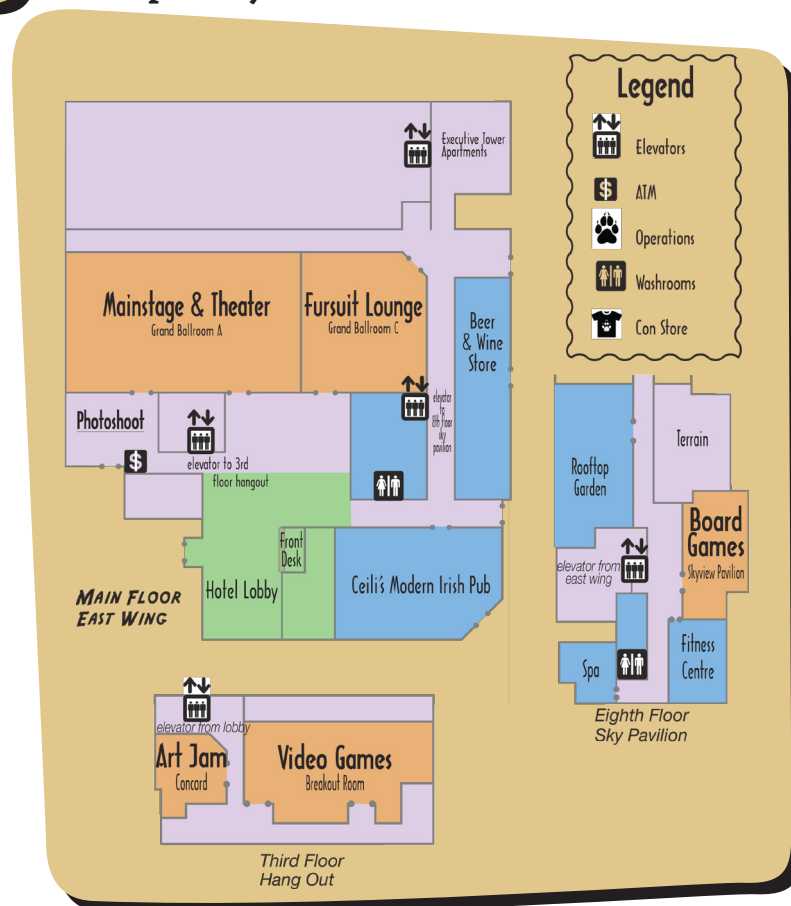 Legend
Elevators
$
ATM
Operations
Washrooms
Con Store
Executive Tower
Apartments
Mainstage & Theater
Grand Ballroom A
Fursuit Lounge
Grand Ballroom C
Beer
& Wine
Store
elevator
to
8th floor
sky
pavilion
Photoshoot
$
elevator to 3rd
floor hangout
Front
Desk
Hotel Lobby
Ceili's Modern Irish Pub
Main Floor
East Wing
Terrain
Rooftop
Garden
Board
Games
Skyview Pavilion
elevator from
east wing
Spa
Fitness
Centre
Eighth Floor
Sky Pavilion
elevator from lobby
Art Jam
Concord
Video Games
Breakout Room
Third Floor
Hang Out